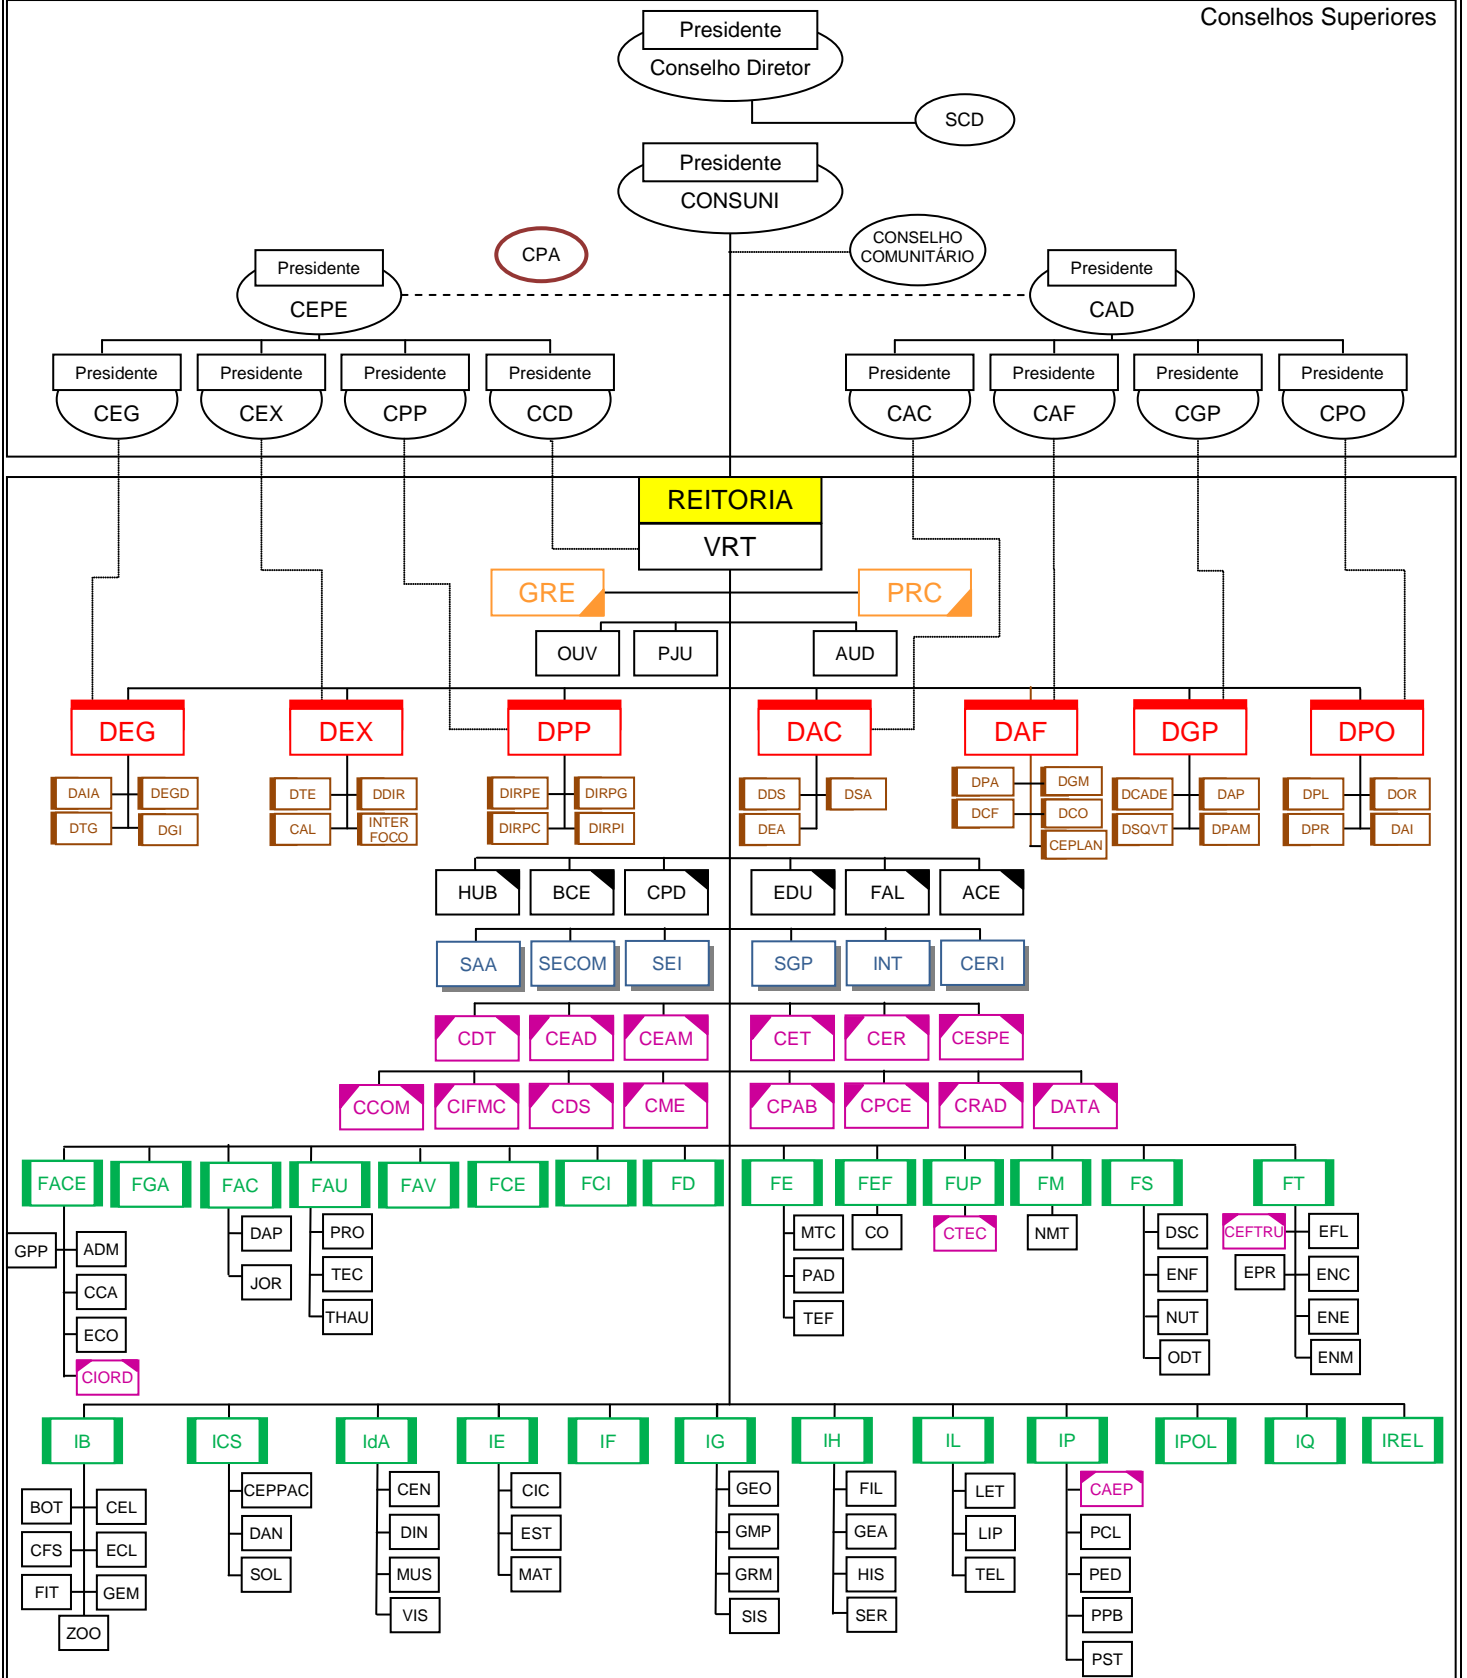 Conselhos Superiores
Presidente
Conselho Diretor
SCD
Presidente
CONSUNI
CPA
CONSELHO
COMUNITÁRIO
Presidente
CEPE
Presidente
CAD
Presidente
CEG
Presidente
CEX
Presidente
CPP
Presidente
CCD
Presidente
CAC
Presidente
CAF
Presidente
CGP
Presidente
CPO
REITORIA
VRT
GRE
PRC
OUV
PJU
AUD
DEG
DEX
DPP
DAC
DAF
DGP
DPO
DAIA
DEGD
DTG
DGI
DTE
DDIR
CAL
INTER
FOCO
DIRPE
DIRPG
DIRPC
DIRPI
DDS
DSA
DEA
DPA
DGM
DCF
DCO
CEPLAN
DCADE
DAP
DSQVT
DPAM
DPL
DOR
DPR
DAI
HUB
BCE
CPD
EDU
FAL
ACE
SAA
SECOM
SEI
SGP
INT
CERI
CDT
CEAD
CEAM
CET
CER
CESPE
CCOM
CIFMC
CDS
CME
CPAB
CPCE
CRAD
DATA
FACE
FGA
FAC
FAU
FAV
FCE
FCI
FD
FE
FEF
FUP
FM
FS
FT
GPP
ADM
CCA
ECO
CIORD
DAP
JOR
PRO
TEC
THAU
MTC
PAD
TEF
CO
CTEC
NMT
DSC
ENF
NUT
ODT
CEFTRU
EFL
EPR
ENC
ENE
ENM
IB
ICS
IdA
IE
IF
IG
IH
IL
IP
IPOL
IQ
IREL
BOT
CEL
CFS
ECL
FIT
GEM
ZOO
CEPPAC
DAN
SOL
CEN
DIN
MUS
VIS
CIC
EST
MAT
GEO
GMP
GRM
SIS
FIL
GEA
HIS
SER
LET
LIP
TEL
CAEP
PCL
PED
PPB
PST